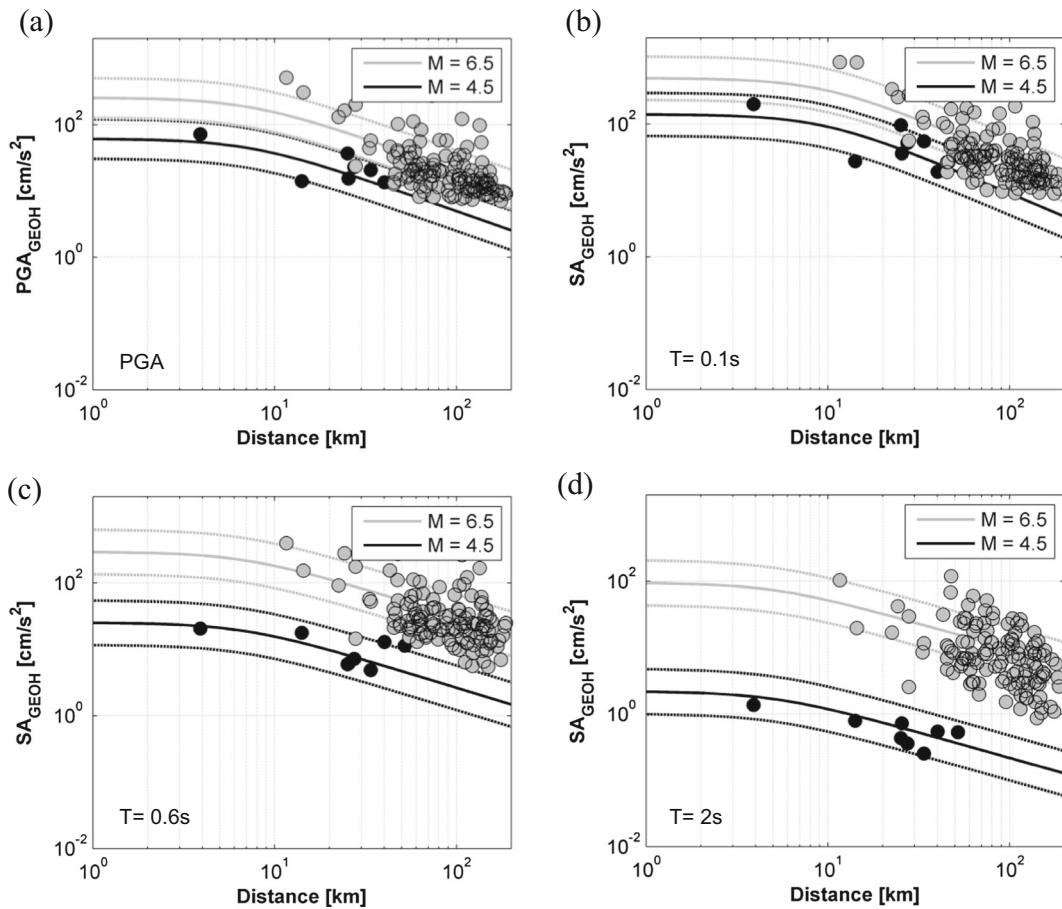 (a)
M = 6.5
M = 4.5
PGA_GEOH [cm/s²]
10²
10⁰
10⁻²
PGA
10⁰
10¹
10²
Distance [km]
(b)
M = 6.5
M = 4.5
SA_GEOH [cm/s²]
10²
10⁰
10⁻²
T= 0.1s
10⁰
10¹
10²
Distance [km]
(c)
M = 6.5
M = 4.5
SA_GEOH [cm/s²]
10²
10⁰
10⁻²
T= 0.6s
10⁰
10¹
10²
Distance [km]
(d)
M = 6.5
M = 4.5
SA_GEOH [cm/s²]
10²
10⁰
10⁻²
T= 2s
10⁰
10¹
10²
Distance [km]